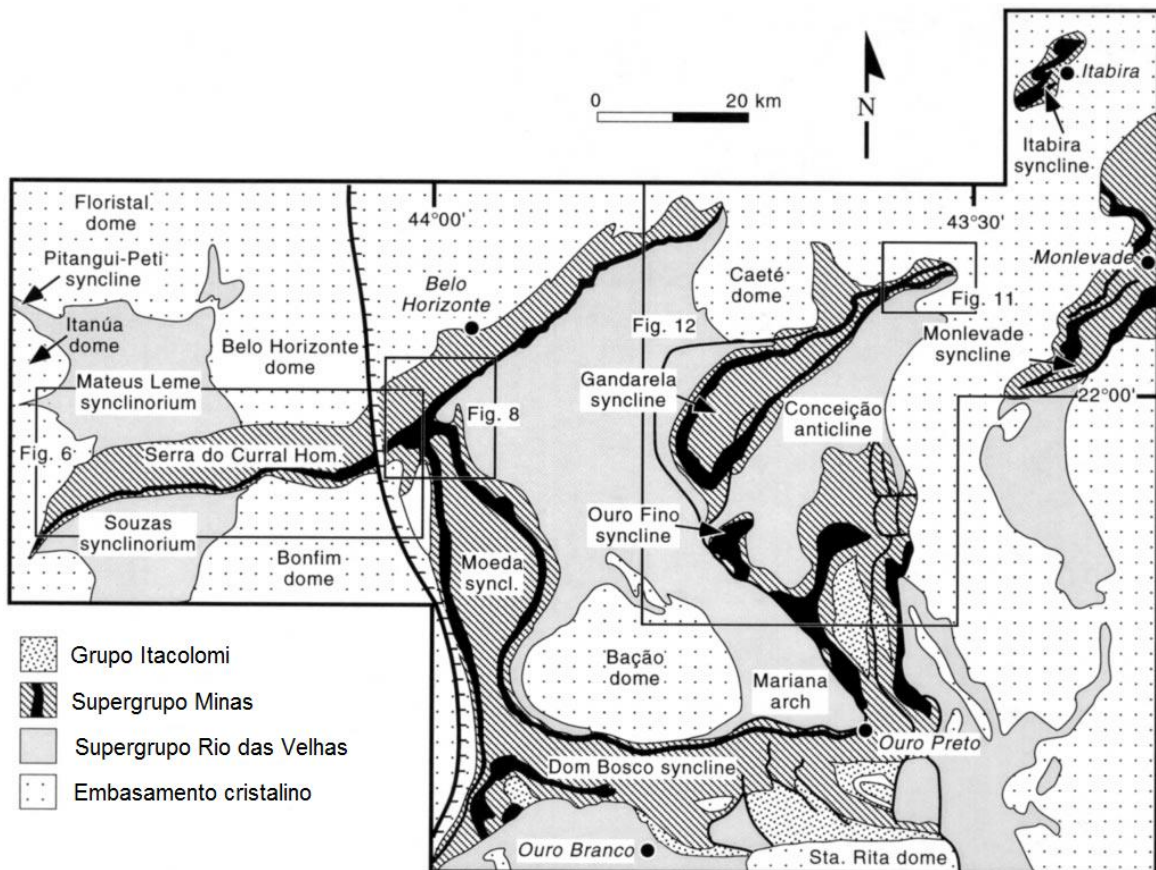 0 20 km
N
Itabira
Itabira
syncline
Floristal
dome
44°00'
43°30'
Pitangui-Peti
syncline
Belo
Horizonte
Caeté
dome
Monlevade
Itanúa
dome
Fig. 12
Fig. 11
Monlevade
syncline
Belo Horizonte
dome
Mateus Leme
synclinorium
Gandarela
syncline
22°00'
Conceição
anticline
Fig. 8
Fig. 6
Serra do Curral Hom.
Souzas
synclinorium
Ouro Fino
syncline
Bonfim
dome
Moeda
syncl.
Bação
dome
Mariana
arch
Ouro Preto
Dom Bosco syncline
Ouro Branco
Sta. Rita dome
Grupo Itacolomi
Supergrupo Minas
Supergrupo Rio das Velhas
Embasamento cristalino